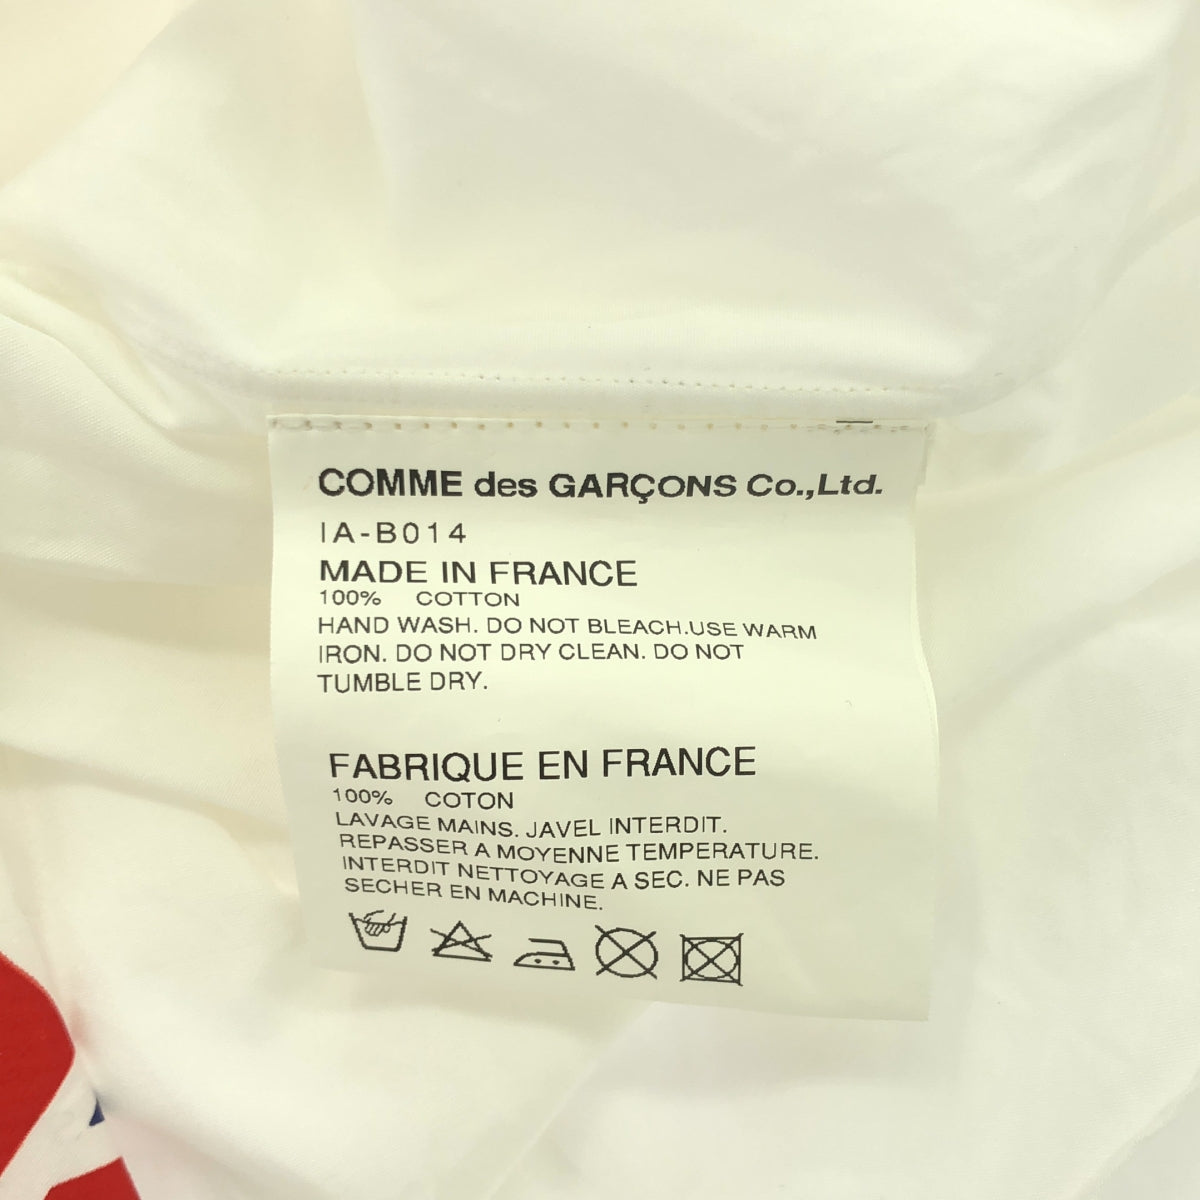 COMME des GARÇONS Co.,Ltd.
IA-B014
MADE IN FRANCE
100% COTTON
HAND WASH. DO NOT BLEACH.USE WARM
IRON. DO NOT DRY CLEAN. DO NOT
TUMBLE DRY.
FABRIQUE EN FRANCE
100% COTON
LAVAGE MAINS. JAVEL INTERDIT.
REPASSER A MOYENNE TEMPERATURE.
INTERDIT NETTOYAGE A SEC. NE PAS
SECHER EN MACHINE.